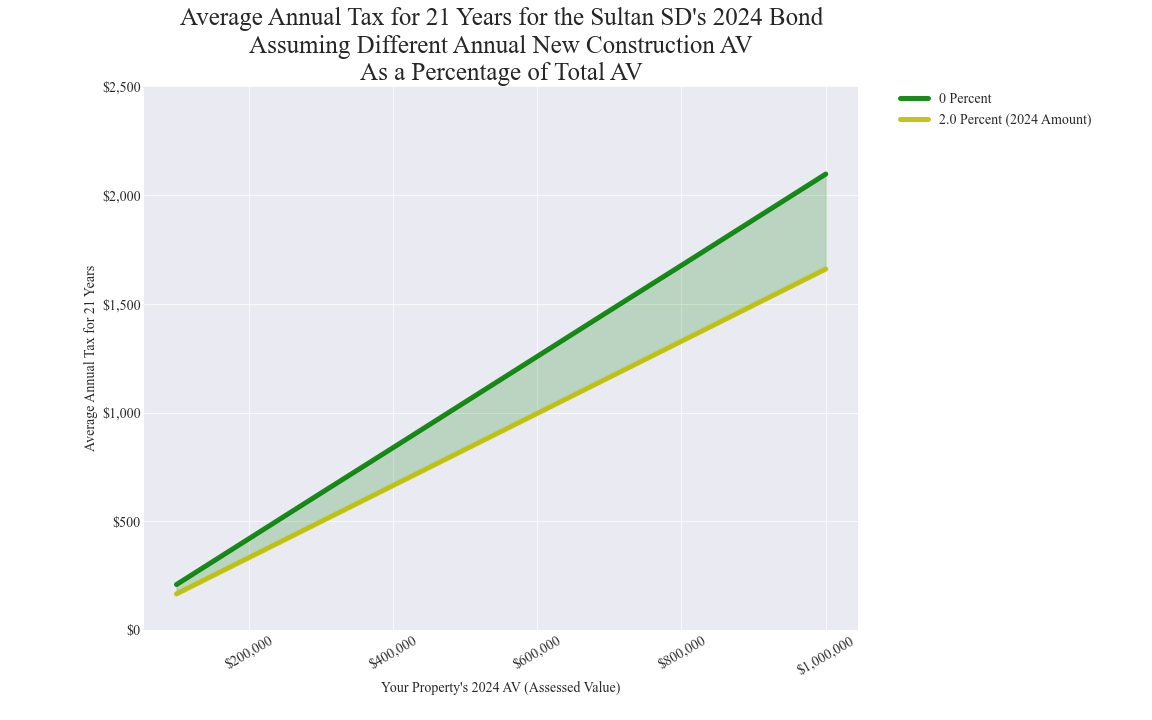 Average Annual Tax for 21 Years for the Sultan SD's 2024 Bond
Assuming Different Annual New Construction AV
As a Percentage of Total AV
0 Percent
2.0 Percent (2024 Amount)
Average Annual Tax for 21 Years
$2,500
$2,000
$1,500
$1,000
$500
$0
$200,000
$400,000
$600,000
$800,000
$1,000,000
Your Property's 2024 AV (Assessed Value)